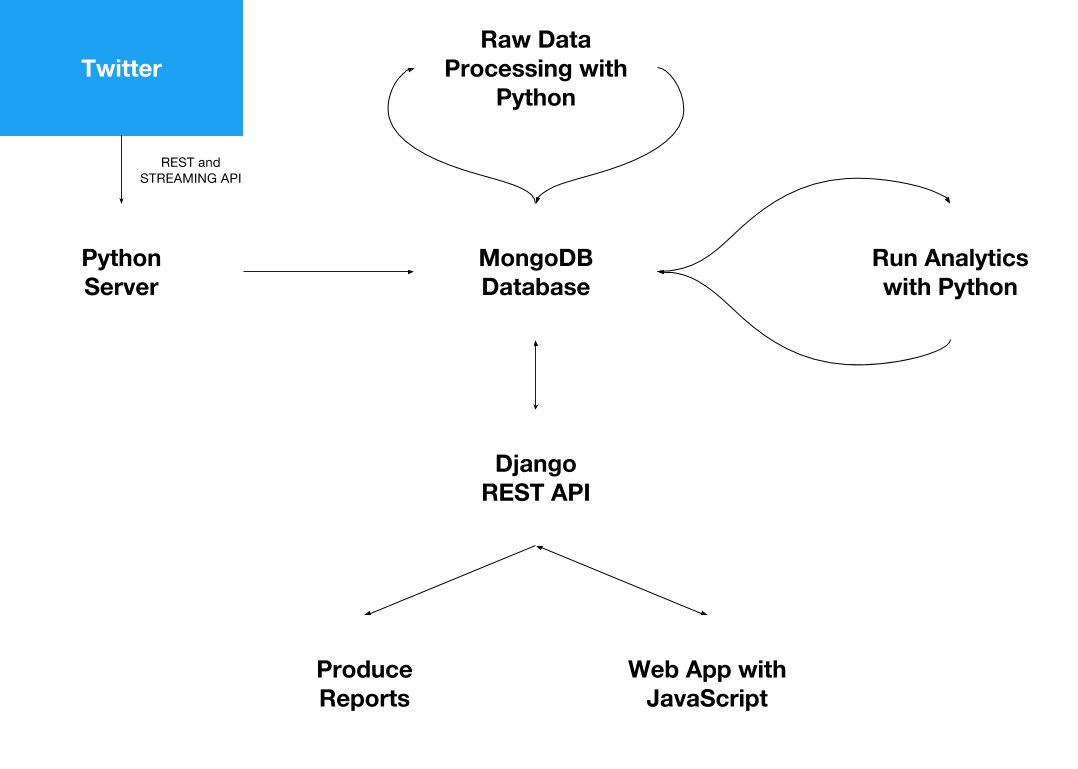 Twitter
Raw Data
Processing with
Python
REST and
STREAMING API
Python
Server
MongoDB
Database
Run Analytics
with Python
Django
REST API
Produce
Reports
Web App with
JavaScript